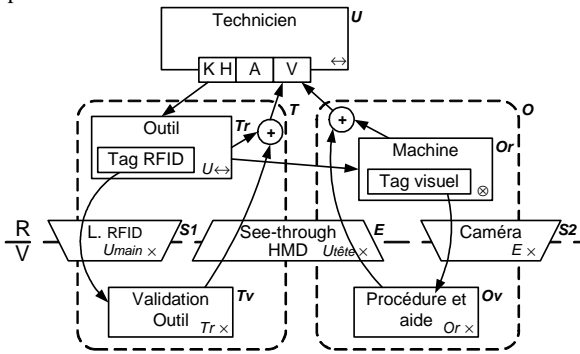 Technicien
U
↔
K H
A
V
T
O
Outil
Tr
+
+
Or
Tag RFID
U↔
Machine
Tag visuel
⊗
R
V
L. RFID
S1
Umain ×
See-through
E
HMD
Utête ×
Caméra
S2
E ×
Validation
Outil
Tv
Tr ×
Procédure et
aide
Ov
Or ×